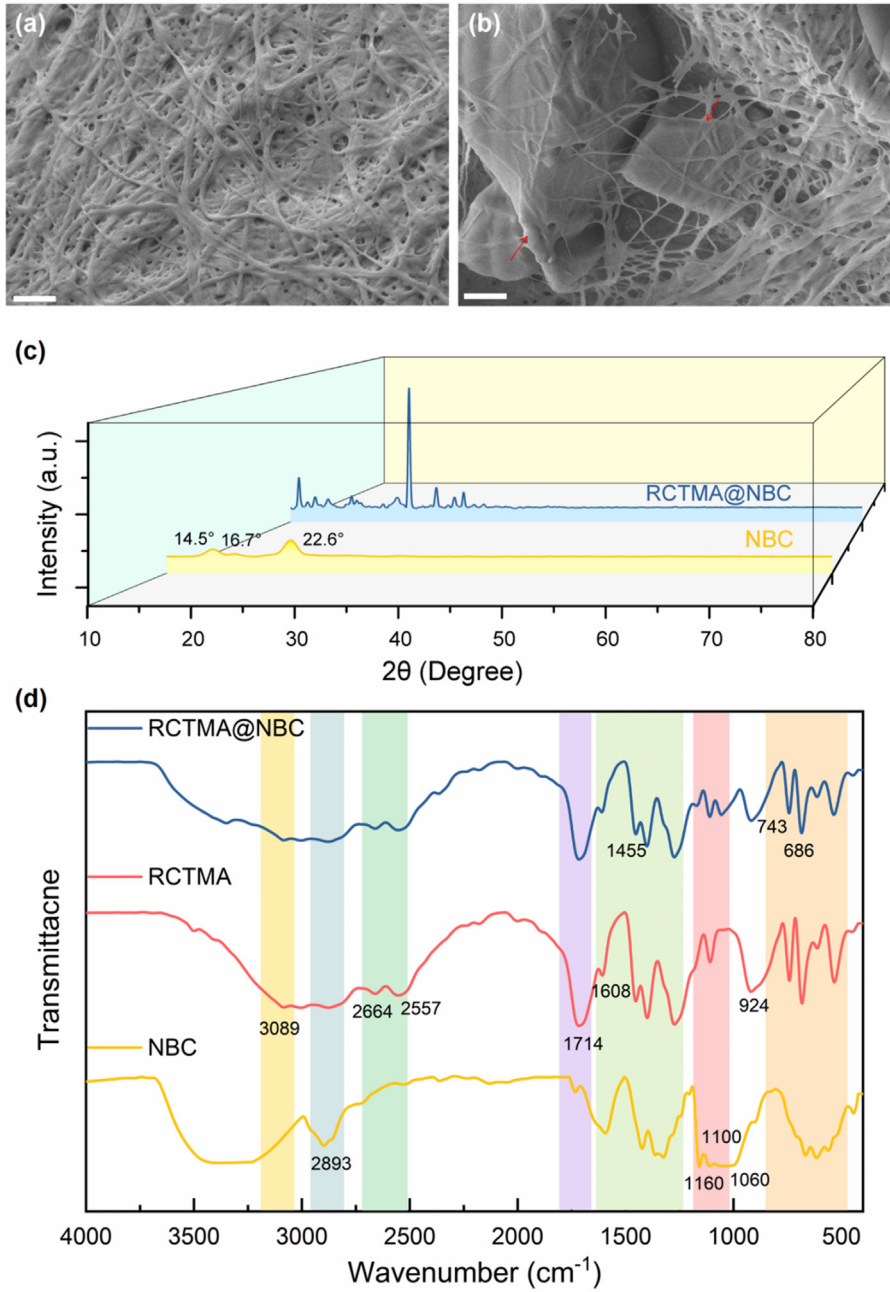 (a)
(b)
(c)
Intensity (a.u.)
RCTMA@NBC
14.5° 16.7° 22.6° NBC
10 20 30 40 50 60 70 80
2θ (Degree)
(d)
RCTMA@NBC
743
1455 686
RCTMA
3089 2664 2557 1714 1608 924
NBC
2893 1100
1160 1060
Transmittacne
4000 3500 3000 2500 2000 1500 1000 500
Wavenumber (cm⁻¹)